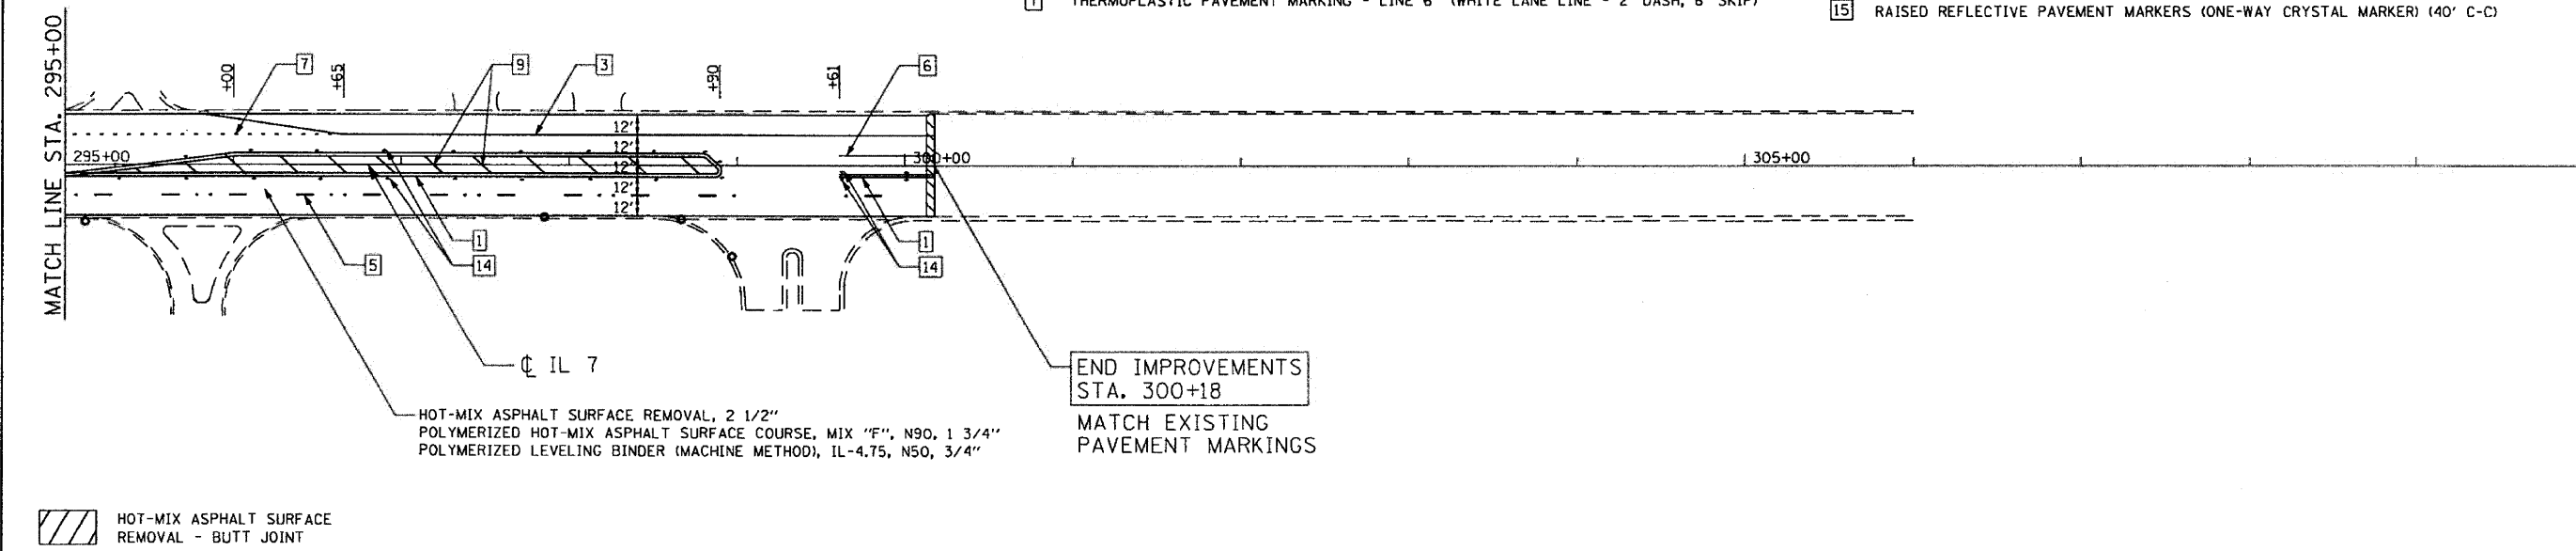 7 THERMOPLASTIC PAVEMENT MARKING - LINE 6" (WHITE LANE LINE - 2' DASH, 6' SKIP)
15 RAISED REFLECTIVE PAVEMENT MARKERS (ONE-WAY CRYSTAL MARKER) (40' C-C)
MATCH LINE STA. 295+00
+00
7
+65
9
3
+90
+61
6
12'
12'
12'
12'
12'
295+00
300+00
305+00
1
5
14
1
14
℄ IL 7
END IMPROVEMENTS
STA. 300+18
MATCH EXISTING
PAVEMENT MARKINGS
HOT-MIX ASPHALT SURFACE REMOVAL, 2 1/2"
POLYMERIZED HOT-MIX ASPHALT SURFACE COURSE, MIX "F", N90, 1 3/4"
POLYMERIZED LEVELING BINDER (MACHINE METHOD), IL-4.75, N50, 3/4"
HOT-MIX ASPHALT SURFACE
REMOVAL - BUTT JOINT